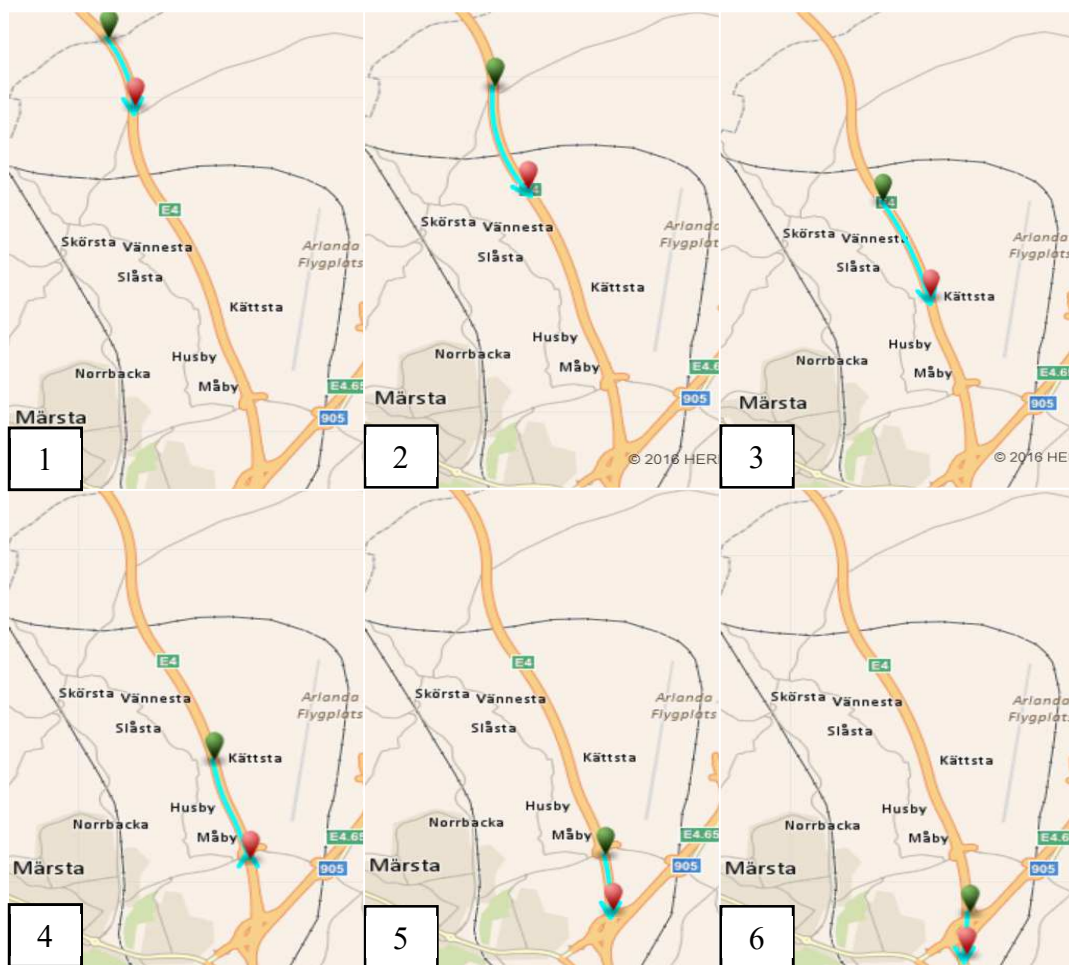 E4
Skörsta Vännesta
Slåsta
Arlanda
Flygplats
Kättsta
Husby
Norrbacka
Måby
E4.65
Märsta
905
1
E4
Skörsta
Vännesta
Slåsta
Arlanda
Flygplats
Kättsta
Husby
Norrbacka
Måby
E4.65
Märsta
905
2
© 2016 HERE
E4
Skörsta
Vännesta
Slåsta
Arlanda
Flygplats
Kättsta
Husby
Norrbacka
Måby
E4.65
Märsta
905
3
© 2016 HE
E4
Skörsta Vännesta
Slåsta
Arlanda
Flygplats
Kättsta
Husby
Norrbacka
Måby
E4.65
Märsta
905
4
E4
Skörsta
Vännesta
Slåsta
Arlanda
Flygplats
Kättsta
Husby
Norrbacka
Måby
E4.65
Märsta
905
5
E4
Skörsta
Vännesta
Slåsta
Arlanda
Flygplats
Kättsta
Husby
Norrbacka
Måby
E4.65
Märsta
905
6